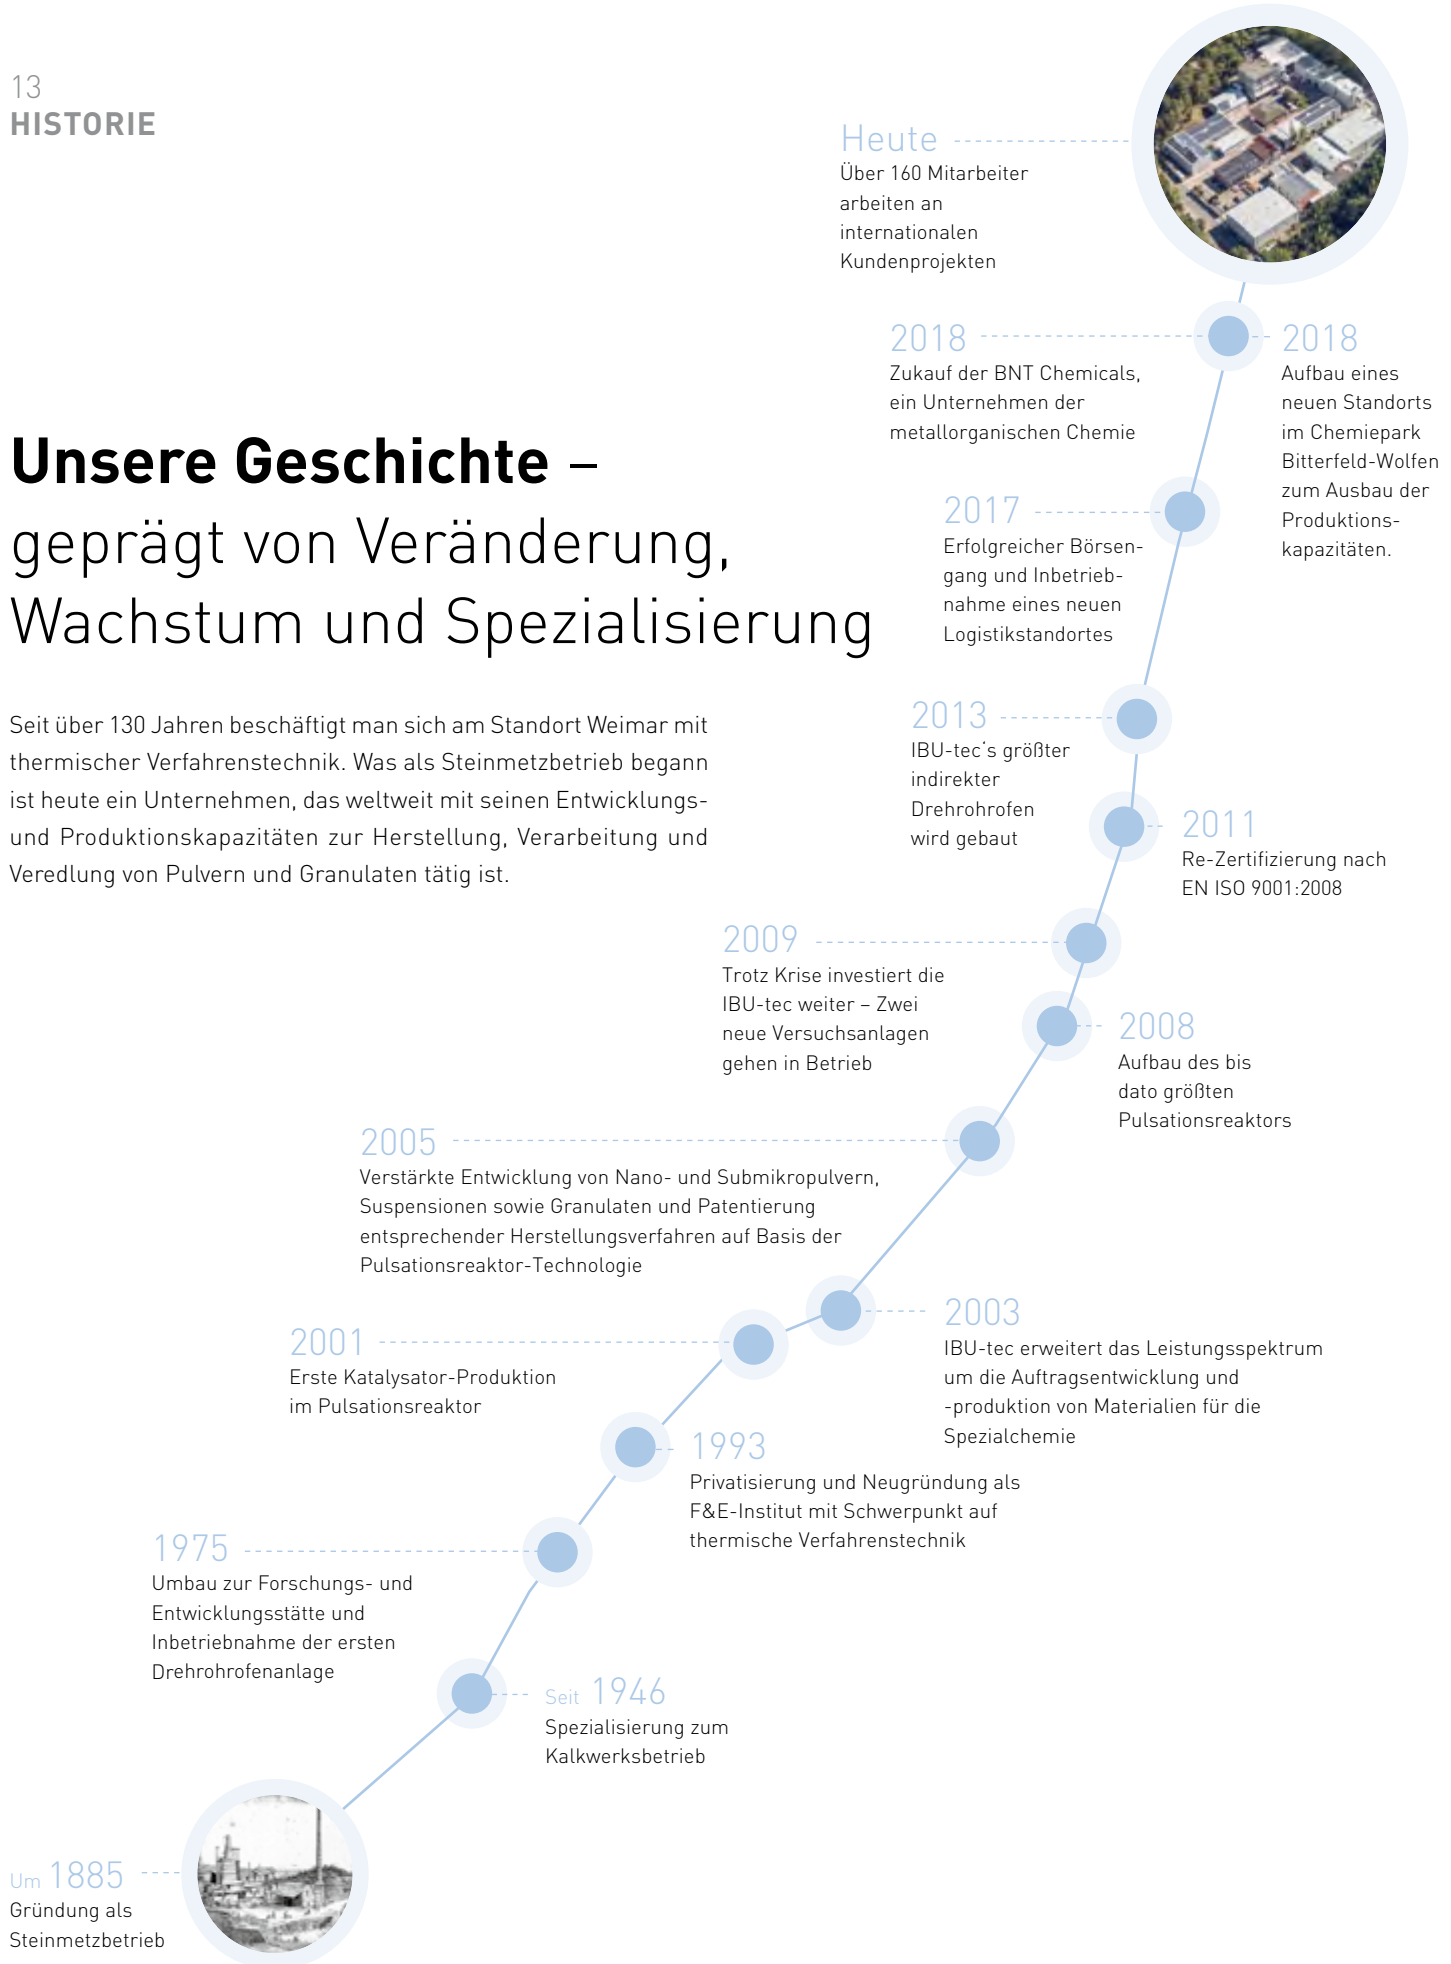 13
HISTORIE
Heute
Über 160 Mitarbeiter
arbeiten an
internationalen
Kundenprojekten
2018
Zukauf der BNT Chemicals,
ein Unternehmen der
metallorganischen Chemie
2018
Aufbau eines
neuen Standorts
im Chemiepark
Bitterfeld-Wolfen
zum Ausbau der
Produktions-
kapazitäten.
Unsere Geschichte –
geprägt von Veränderung,
Wachstum und Spezialisierung
2017
Erfolgreicher Börsen-
gang und Inbetrieb-
nahme eines neuen
Logistikstandortes
Seit über 130 Jahren beschäftigt man sich am Standort Weimar mit
thermischer Verfahrenstechnik. Was als Steinmetzbetrieb begann
ist heute ein Unternehmen, das weltweit mit seinen Entwicklungs-
und Produktionskapazitäten zur Herstellung, Verarbeitung und
Veredlung von Pulvern und Granulaten tätig ist.
2013
IBU-tec´s größter
indirekter
Drehrohrofen
wird gebaut
2011
Re-Zertifizierung nach
EN ISO 9001:2008
2009
Trotz Krise investiert die
IBU-tec weiter – Zwei
neue Versuchsanlagen
gehen in Betrieb
2008
Aufbau des bis
dato größten
Pulsationsreaktors
2005
Verstärkte Entwicklung von Nano- und Submikropulvern,
Suspensionen sowie Granulaten und Patentierung
entsprechender Herstellungsverfahren auf Basis der
Pulsationsreaktor-Technologie
2003
IBU-tec erweitert das Leistungsspektrum
um die Auftragsentwicklung und
-produktion von Materialien für die
Spezialchemie
2001
Erste Katalysator-Produktion
im Pulsationsreaktor
1993
Privatisierung und Neugründung als
F&E-Institut mit Schwerpunkt auf
thermische Verfahrenstechnik
1975
Umbau zur Forschungs- und
Entwicklungsstätte und
Inbetriebnahme der ersten
Drehrohrofenanlage
Seit 1946
Spezialisierung zum
Kalkwerksbetrieb
Um 1885
Gründung als
Steinmetzbetrieb